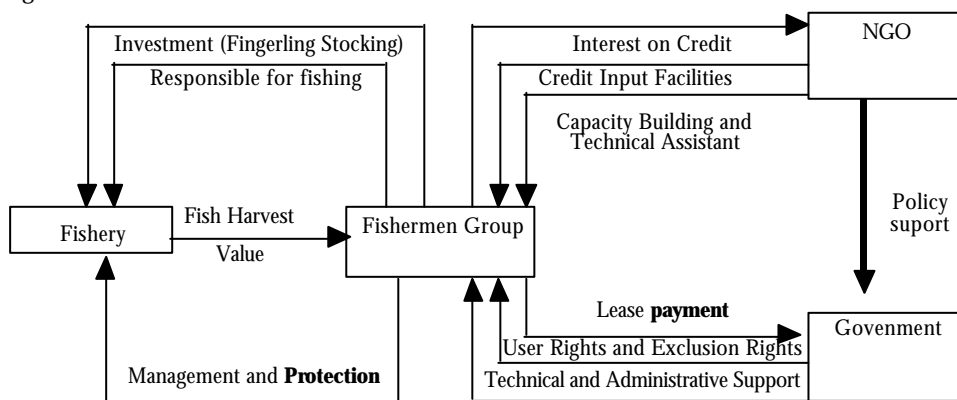 Investment (Fingerling Stocking)
Responsible for fishing
Interest on Credit
Credit Input Facilities
Capacity Building and
Technical Assistant
NGO
Policy
suport
Fishery
Fish Harvest
Value
Fishermen Group
Lease payment
User Rights and Exclusion Rights
Technical and Administrative Support
Govenment
Management and Protection